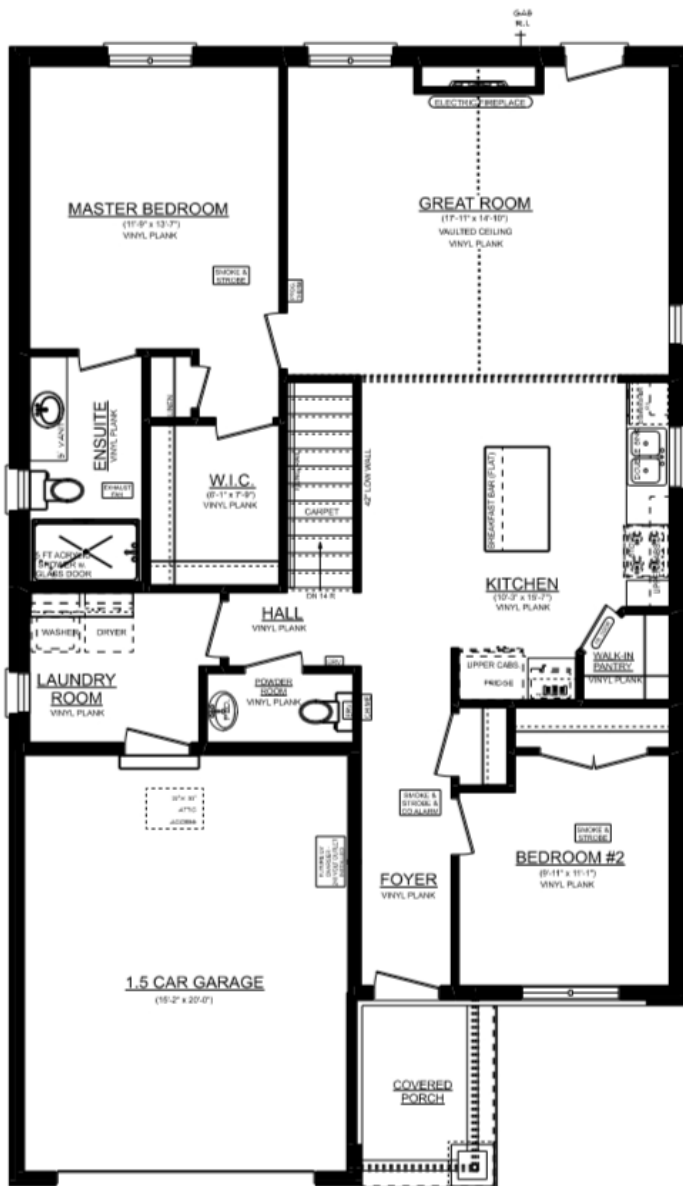 GAS
ELECTRIC FIREPLACE
MASTER BEDROOM
(11'-9" x 13'-7")
VINYL PLANK
GREAT ROOM
(17'-11" x 14'-10")
VAULTED CEILING
VINYL PLANK
SMOKE &
STROBE
ENSUITE
VINYL PLANK
EXHAUST
FAN
5 FT ACRYLIC
SHOWER w.
GLASS DOOR
W.I.C.
(6'-1" x 7'-9")
VINYL PLANK
CARPET
DN 14 R
42" LOW WALL
BREAKFAST BAR (FLAT)
DOUBLE SINK
KITCHEN
(10'-3" x 15'-7")
VINYL PLANK
HALL
VINYL PLANK
WASHER
DRYER
LAUNDRY
ROOM
VINYL PLANK
POWDER
ROOM
VINYL PLANK
UPPER CABS.
FRIDGE
WALK-IN
PANTRY
VINYL PLANK
SMOKE &
STROBE &
CO ALARM
ATTIC
ACCESS
SMOKE &
STROBE
BEDROOM #2
(9'-11" x 11'-1")
VINYL PLANK
FOYER
VINYL PLANK
1.5 CAR GARAGE
(15'-2" x 20'-0")
COVERED
PORCH